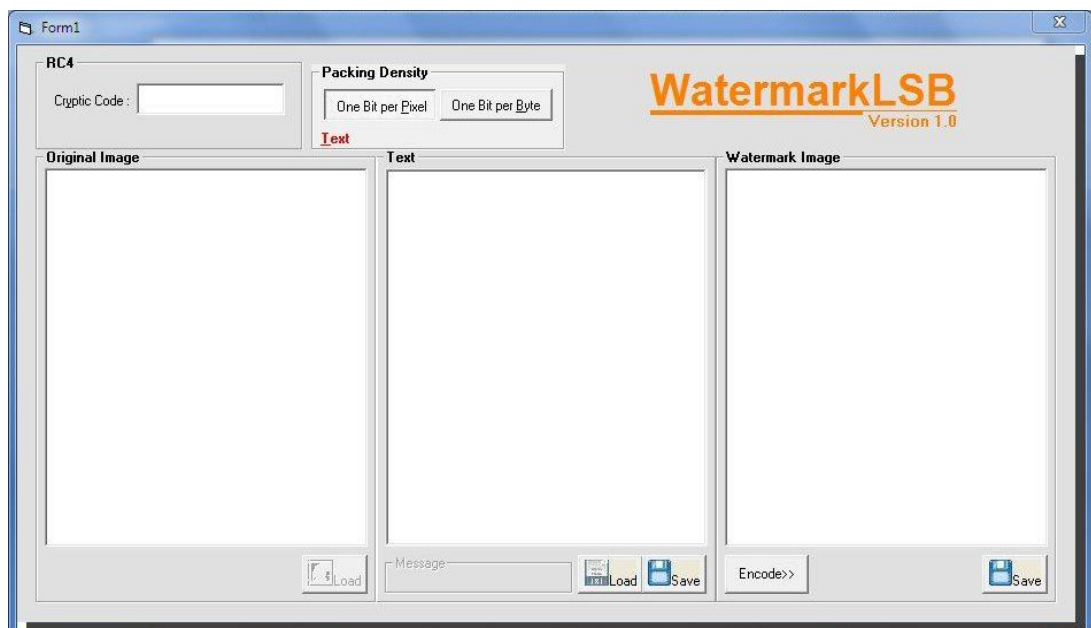 Form1
RC4
Cryptic Code :
Packing Density
One Bit per Pixel
One Bit per Byte
Text
WatermarkLSB
Version 1.0
Original Image
Text
Watermark Image
Load
Message
TXT
Load
Save
Encode>>
Save